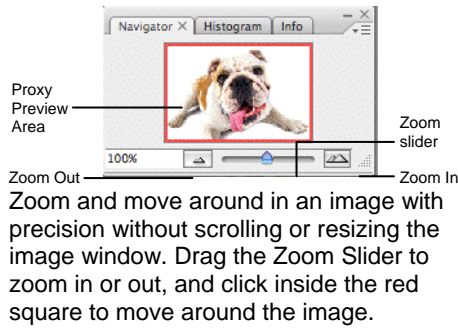 Navigator × Histogram Info
Proxy
Preview
Area
Zoom
slider
100%
Zoom Out
Zoom In
Zoom and move around in an image with
precision without scrolling or resizing the
image window. Drag the Zoom Slider to
zoom in or out, and click inside the red
square to move around the image.